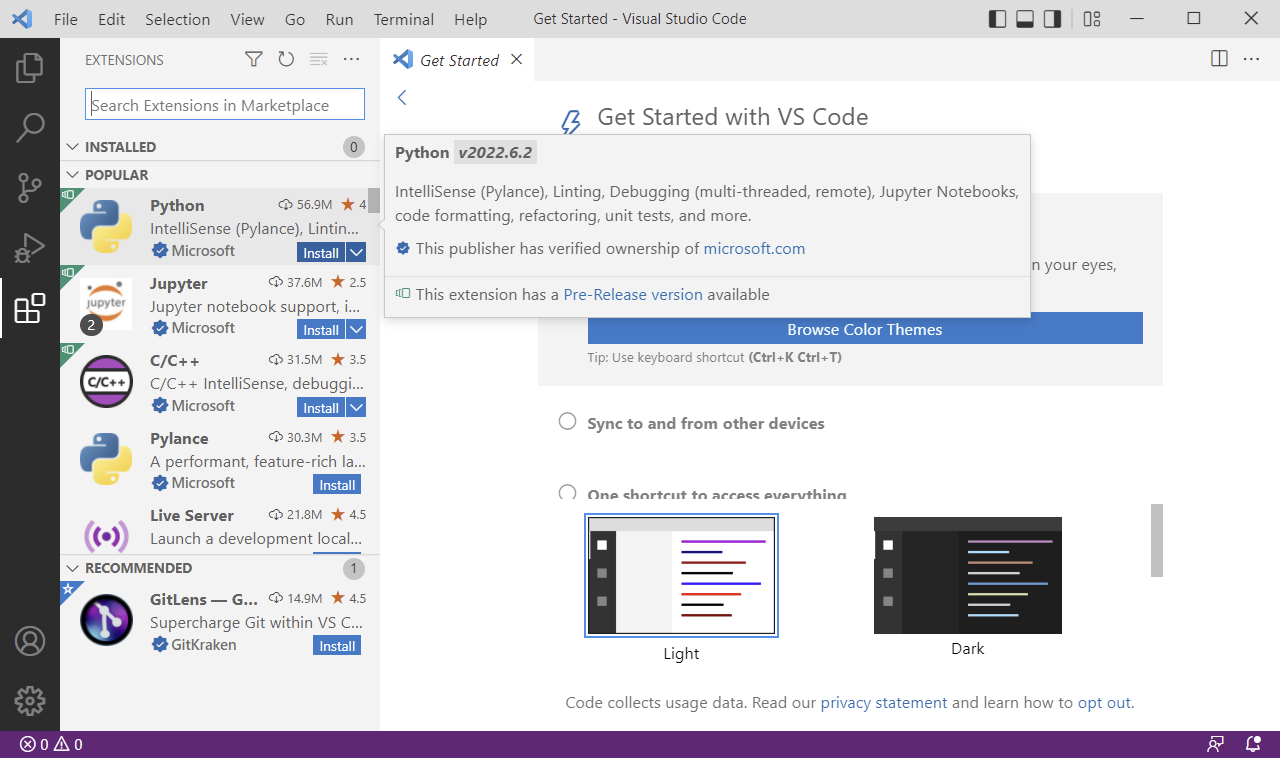 File Edit Selection View Go Run Terminal Help Get Started - Visual Studio Code
EXTENSIONS
Search Extensions in Marketplace
INSTALLED 0
POPULAR
Python 56.9M 4
IntelliSense (Pylance), Lintin...
Microsoft Install
Jupyter 37.6M 2.5
Jupyter notebook support, i...
Microsoft Install
jupyter
2
C/C++ 31.5M 3.5
C/C++ IntelliSense, debuggi...
Microsoft Install
C/C++
Pylance 30.3M 3.5
A performant, feature-rich la...
Microsoft Install
Live Server 21.8M 4.5
Launch a development local...
RECOMMENDED 1
GitLens — G... 14.9M 4.5
Supercharge Git within VS C...
GitKraken Install
Get Started
Get Started with VS Code
Python v2022.6.2
IntelliSense (Pylance), Linting, Debugging (multi-threaded, remote), Jupyter Notebooks,
code formatting, refactoring, unit tests, and more.
This publisher has verified ownership of microsoft.com
This extension has a Pre-Release version available
n your eyes,
Browse Color Themes
Tip: Use keyboard shortcut (Ctrl+K Ctrl+T)
Sync to and from other devices
One shortcut to access everything
Light
Dark
Code collects usage data. Read our privacy statement and learn how to opt out.
0 0